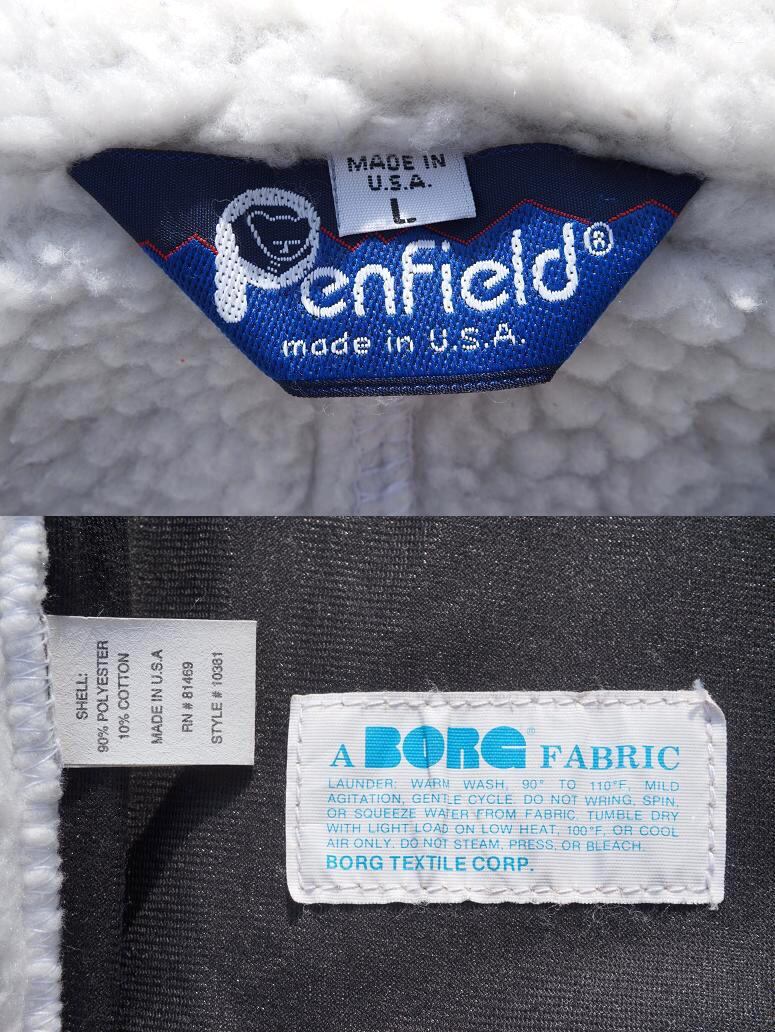 MADE IN
U.S.A.
L
Penfield®
made in U.S.A.
SHELL:
90% POLYESTER
10% COTTON
MADE IN U.S.A
RN # 81469
STYLE # 10381
A BORG® FABRIC
LAUNDER: WARM WASH, 90° TO 110°F, MILD
AGITATION, GENTLE CYCLE. DO NOT WRING, SPIN,
OR SQUEEZE WATER FROM FABRIC. TUMBLE DRY
WITH LIGHT LOAD ON LOW HEAT, 100°F, OR COOL
AIR ONLY. DO NOT STEAM, PRESS, OR BLEACH.
BORG TEXTILE CORP.